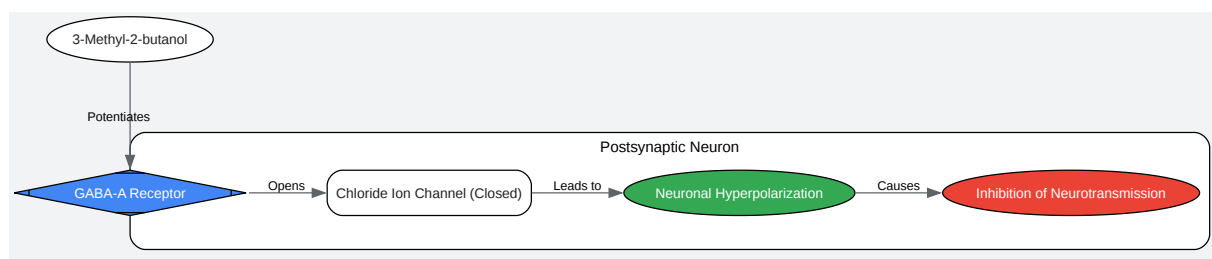 3-Methyl-2-butanol
Potentiates
Postsynaptic Neuron
GABA-A Receptor
Opens
Chloride Ion Channel (Closed)
Leads to
Neuronal Hyperpolarization
Causes
Inhibition of Neurotransmission